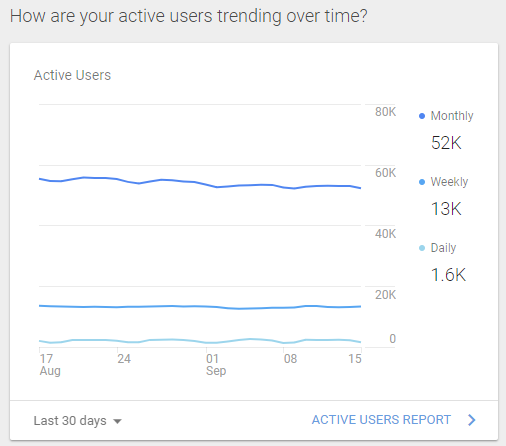 How are your active users trending over time?
Active Users
80K
60K
40K
20K
0
17 24 01 08 15
Aug Sep
Monthly
52K
Weekly
13K
Daily
1.6K
Last 30 days
ACTIVE USERS REPORT